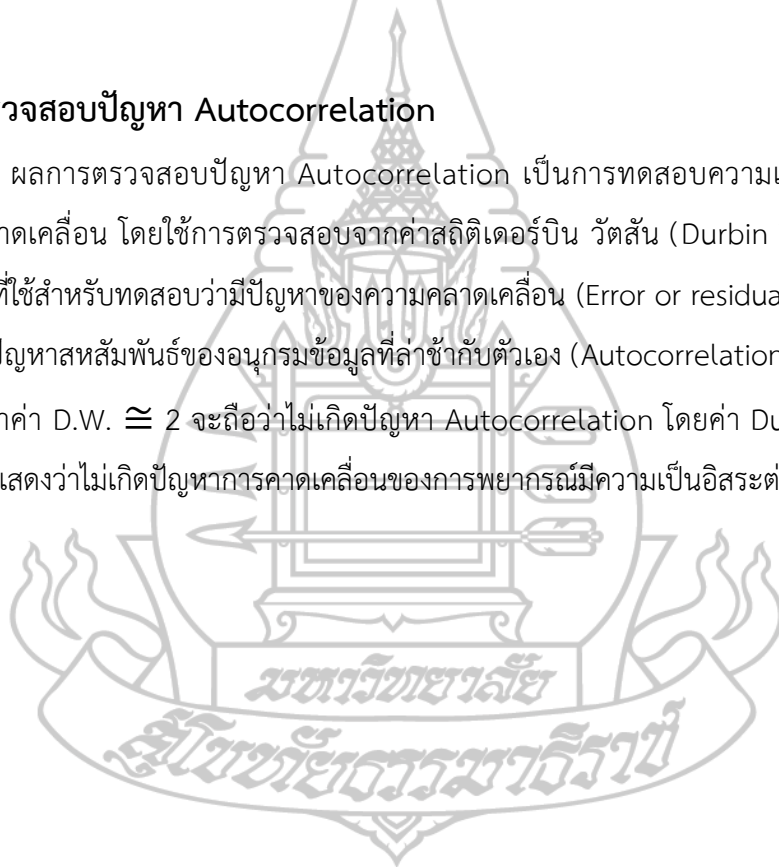 วจสอบปัญหา Autocorrelation
ผลการตรวจสอบปัญหา Autocorrelation เป็นการทดสอบความเ
าดเคลื่อน โดยใช้การตรวจสอบจากค่าสถิติเดอร์บิน วัตสัน (Durbin
ที่ใช้สำหรับทดสอบว่ามีปัญหาของความคลาดเคลื่อน (Error or residua
ปัญหาสหสัมพันธ์ของอนุกรมข้อมูลที่ล่าช้ากับตัวเอง (Autocorrelation
าค่า D.W. ≅ 2 จะถือว่าไม่เกิดปัญหา Autocorrelation โดยค่า Du
แสดงว่าไม่เกิดปัญหาการคาดเคลื่อนของการพยากรณ์มีความเป็นอิสระต่
มหาวิทยาลัย
สุโขทัยธรรมาธิราช